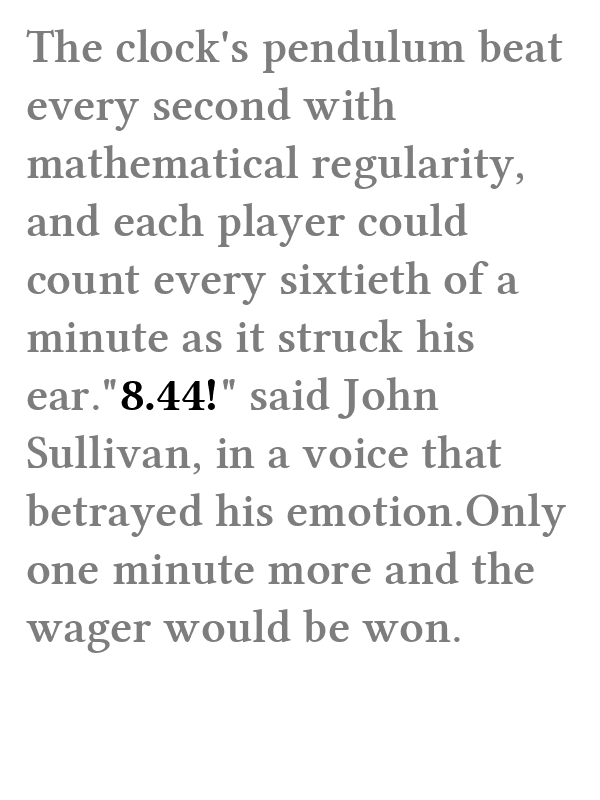 The clock's pendulum beat
every second with
mathematical regularity,
and each player could
count every sixtieth of a
minute as it struck his
ear."8.44!" said John
Sullivan, in a voice that
betrayed his emotion.Only
one minute more and the
wager would be won.